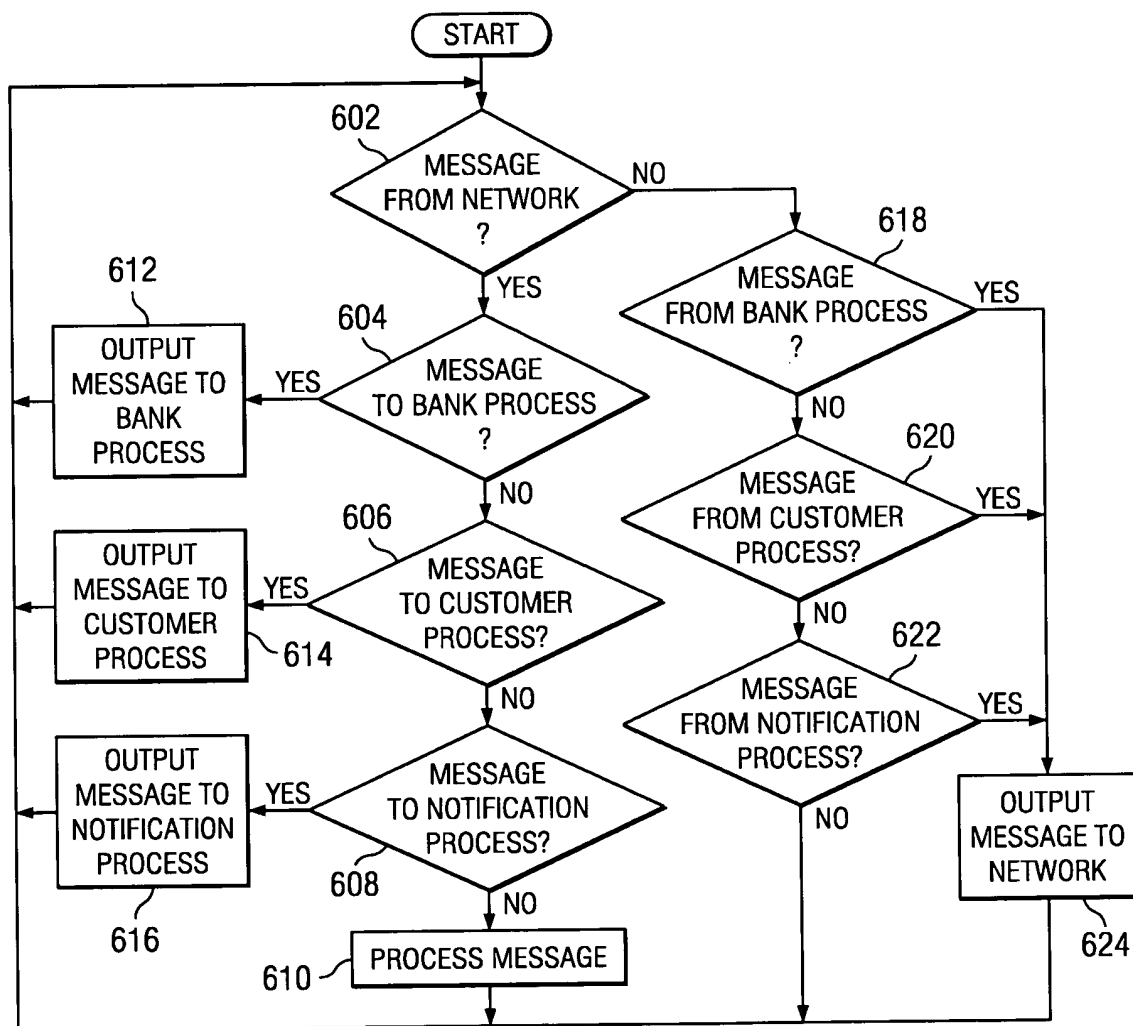 START
602
MESSAGE
FROM NETWORK
?
NO
YES
618
MESSAGE
FROM BANK PROCESS
?
YES
NO
612
OUTPUT
MESSAGE TO
BANK
PROCESS
YES
604
MESSAGE
TO BANK PROCESS
?
NO
620
MESSAGE
FROM CUSTOMER
PROCESS?
YES
NO
OUTPUT
MESSAGE TO
CUSTOMER
PROCESS
614
YES
606
MESSAGE
TO CUSTOMER
PROCESS?
NO
622
MESSAGE
FROM NOTIFICATION
PROCESS?
YES
NO
OUTPUT
MESSAGE TO
NOTIFICATION
PROCESS
616
YES
MESSAGE
TO NOTIFICATION
PROCESS?
608
NO
OUTPUT
MESSAGE TO
NETWORK
624
610
PROCESS MESSAGE